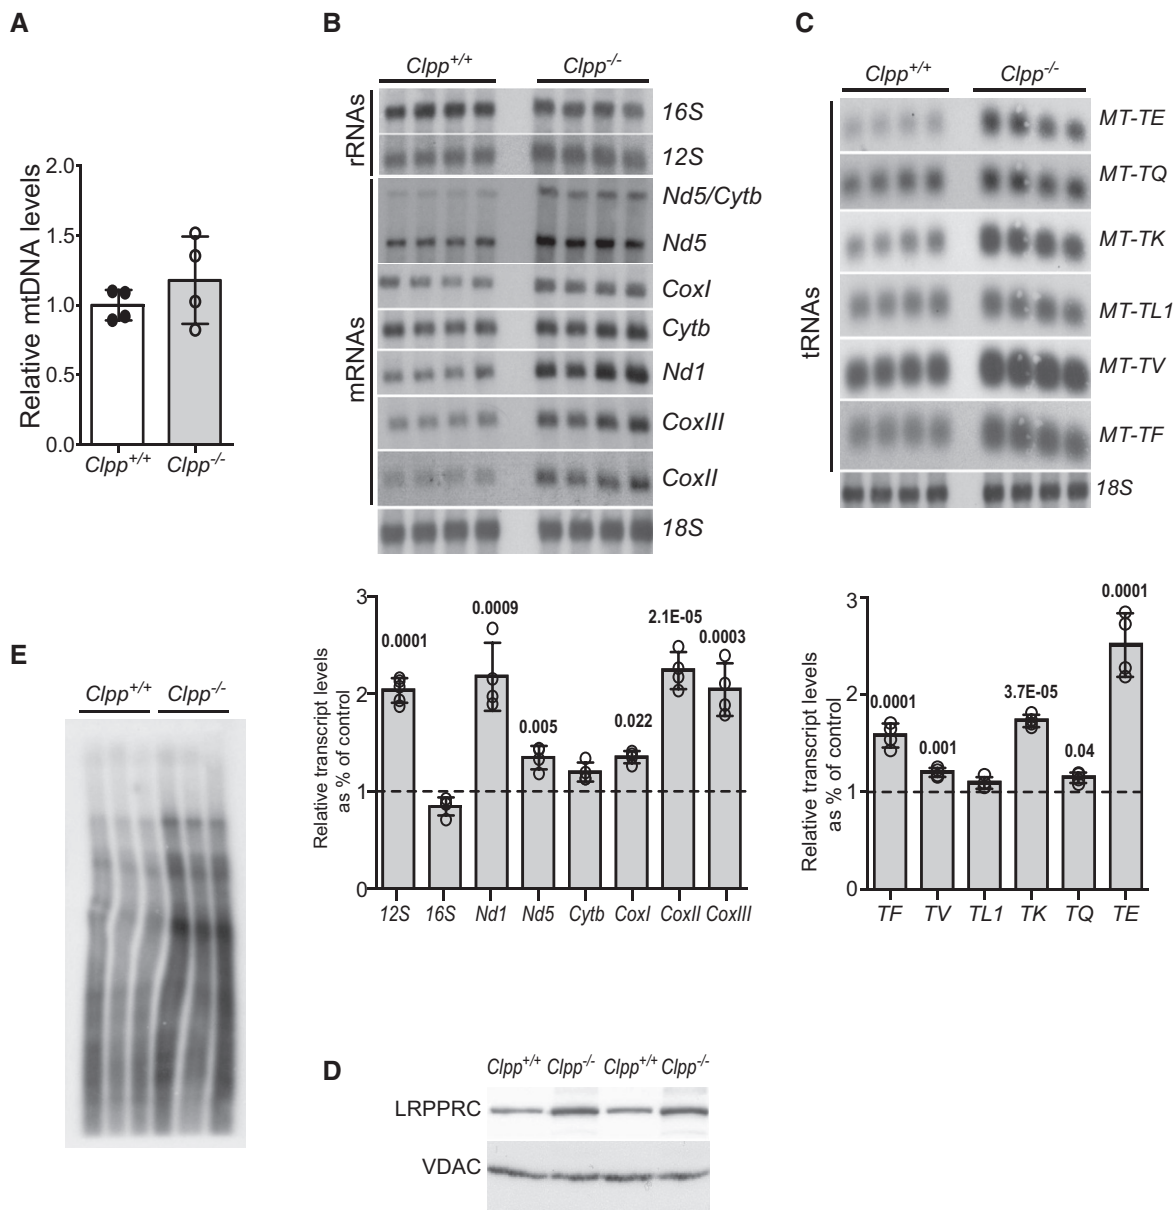 A
Relative mtDNA levels
2.0
1.5
1.0
0.5
0.0
Clpp+/+ Clpp-/-
B
Clpp+/+ Clpp-/-
rRNAs
16S
12S
mRNAs
Nd5/Cytb
Nd5
CoxI
Cytb
Nd1
CoxIII
CoxII
18S
Relative transcript levels
as % of control
3
2
1
0
0.0001
0.0009
0.005
0.022
2.1E-05
0.0003
12S 16S Nd1 Nd5 Cytb CoxI CoxII CoxIII
C
Clpp+/+ Clpp-/-
tRNAs
MT-TE
MT-TQ
MT-TK
MT-TL1
MT-TV
MT-TF
18S
Relative transcript levels
as % of control
3
2
1
0
0.0001
0.001
3.7E-05
0.04
0.0001
TF TV TL1 TK TQ TE
E
Clpp+/+ Clpp-/-
D
Clpp+/+ Clpp-/- Clpp+/+ Clpp-/-
LRPPRC
VDAC